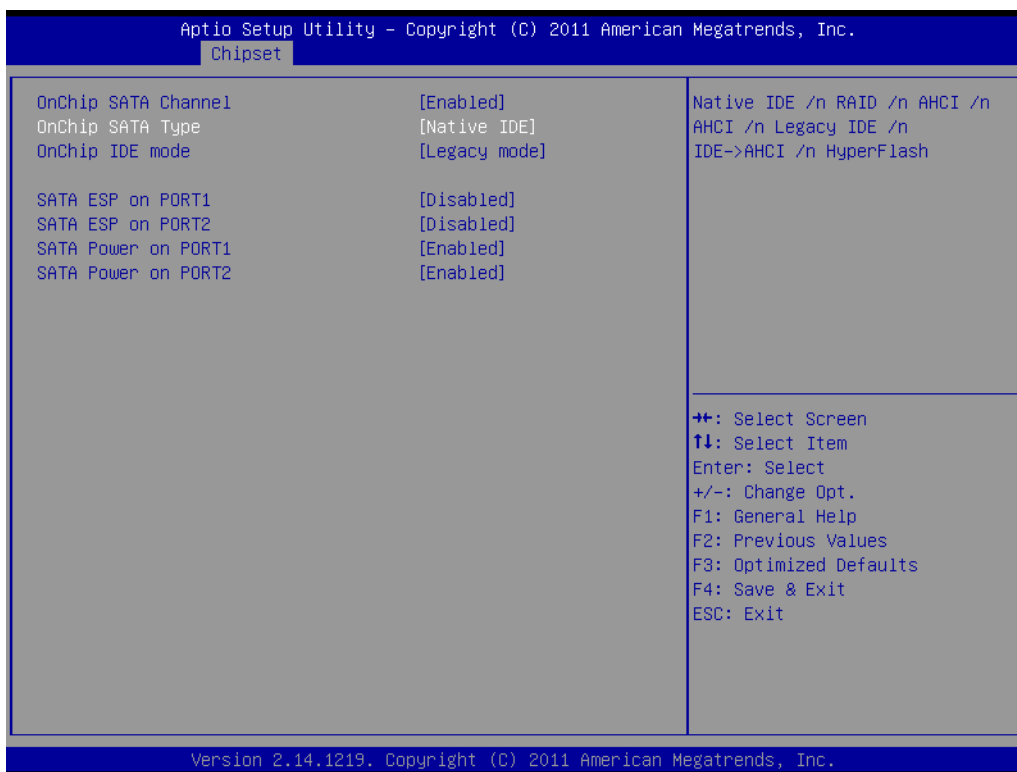 Aptio Setup Utility – Copyright (C) 2011 American Megatrends, Inc.
Chipset
OnChip SATA Channel [Enabled]
OnChip SATA Type [Native IDE]
OnChip IDE mode [Legacy mode]
SATA ESP on PORT1 [Disabled]
SATA ESP on PORT2 [Disabled]
SATA Power on PORT1 [Enabled]
SATA Power on PORT2 [Enabled]
Native IDE /n RAID /n AHCI /n
AHCI /n Legacy IDE /n
IDE->AHCI /n HyperFlash
→←: Select Screen
↑↓: Select Item
Enter: Select
+/-: Change Opt.
F1: General Help
F2: Previous Values
F3: Optimized Defaults
F4: Save & Exit
ESC: Exit
Version 2.14.1219. Copyright (C) 2011 American Megatrends, Inc.